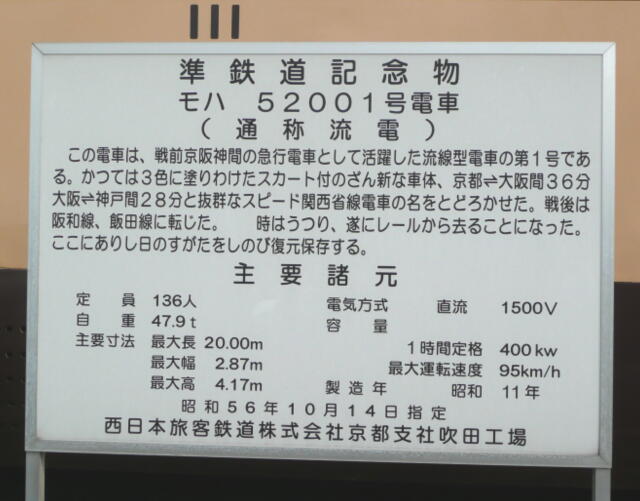 準鉄道記念物
モハ 52001号電車
(通称流電)
この電車は、戦前京阪神間の急行電車として活躍した流線型電車の第1号であ
る。かつては3色に塗りわけたスカート付のざん新な車体、京都⇌大阪間36分
大阪⇌神戸間28分と抜群なスピード関西省線電車の名をとどろかせた。戦後は
阪和線、飯田線に転じた。 時はうつり、遂にレールから去ることになった。
ここにありし日のすがたをしのび復元保存する。
主要諸元
定員 136人 電気方式 直流 1500V
自重 47.9t 容量
主要寸法 最大長 20.00m 1時間定格 400kw
最大幅 2.87m 最大運転速度 95km/h
最大高 4.17m 製造年 昭和 11年
昭和56年10月14日指定
西日本旅客鉄道株式会社京都支社吹田工場